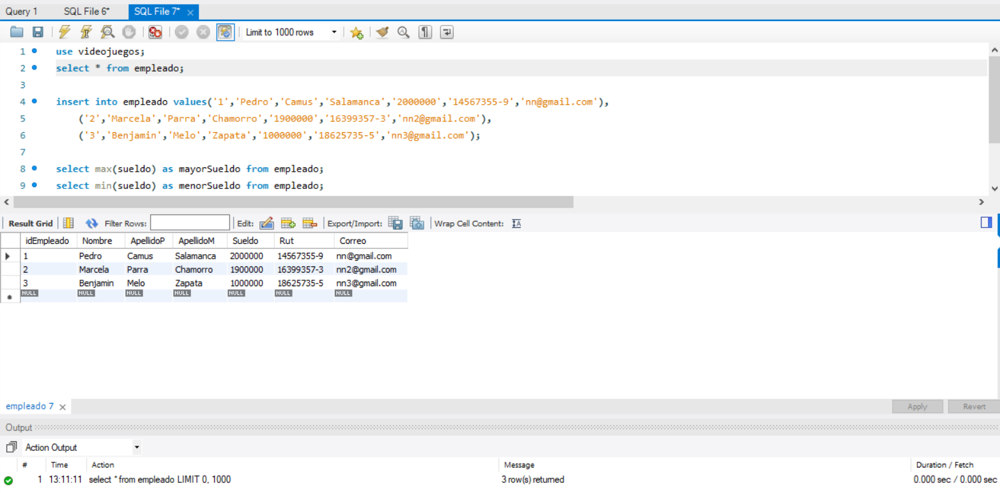 Query 1 SQL File 6* SQL File 7*
Limit to 1000 rows
1 use videojuegos;
2 select * from empleado;
3
4 insert into empleado values('1','Pedro','Camus','Salamanca','2000000','14567355-9','nn@gmail.com'),
5 ('2','Marcela','Parra','Chamorro','1900000','16399357-3','nn2@gmail.com'),
6 ('3','Benjamin','Melo','Zapata','1000000','18625735-5','nn3@gmail.com');
7
8 select max(sueldo) as mayorSueldo from empleado;
9 select min(sueldo) as menorSueldo from empleado;
Result Grid Filter Rows: Edit: Export/Import: Wrap Cell Content: IA
idEmpleado Nombre ApellidoP ApellidoM Sueldo Rut Correo
1 Pedro Camus Salamanca 2000000 14567355-9 nn@gmail.com
2 Marcela Parra Chamorro 1900000 16399357-3 nn2@gmail.com
3 Benjamin Melo Zapata 1000000 18625735-5 nn3@gmail.com
NULL NULL NULL NULL NULL NULL NULL
empleado 7 Apply Revert
Output
Action Output
# Time Action Message Duration / Fetch
1 13:11:11 select * from empleado LIMIT 0, 1000 3 row(s) returned 0.000 sec / 0.000 sec